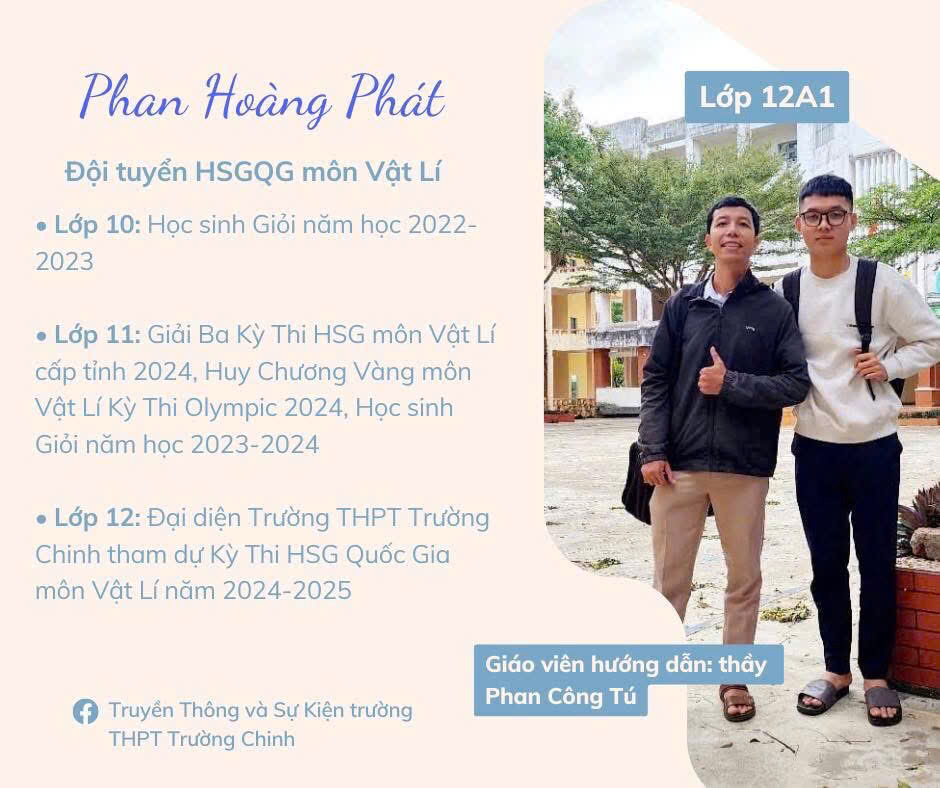 Phan Hoàng Phát
Lớp 12A1
Đội tuyển HSGQG môn Vật Lí
• Lớp 10: Học sinh Giỏi năm học 2022-
2023
• Lớp 11: Giải Ba Kỳ Thi HSG môn Vật Lí
cấp tỉnh 2024, Huy Chương Vàng môn
Vật Lí Kỳ Thi Olympic 2024, Học sinh
Giỏi năm học 2023-2024
• Lớp 12: Đại diện Trường THPT Trường
Chinh tham dự Kỳ Thi HSG Quốc Gia
môn Vật Lí năm 2024-2025
Giáo viên hướng dẫn: thầy
Phan Công Tú
Truyền Thông và Sự Kiện trường
THPT Trường Chinh